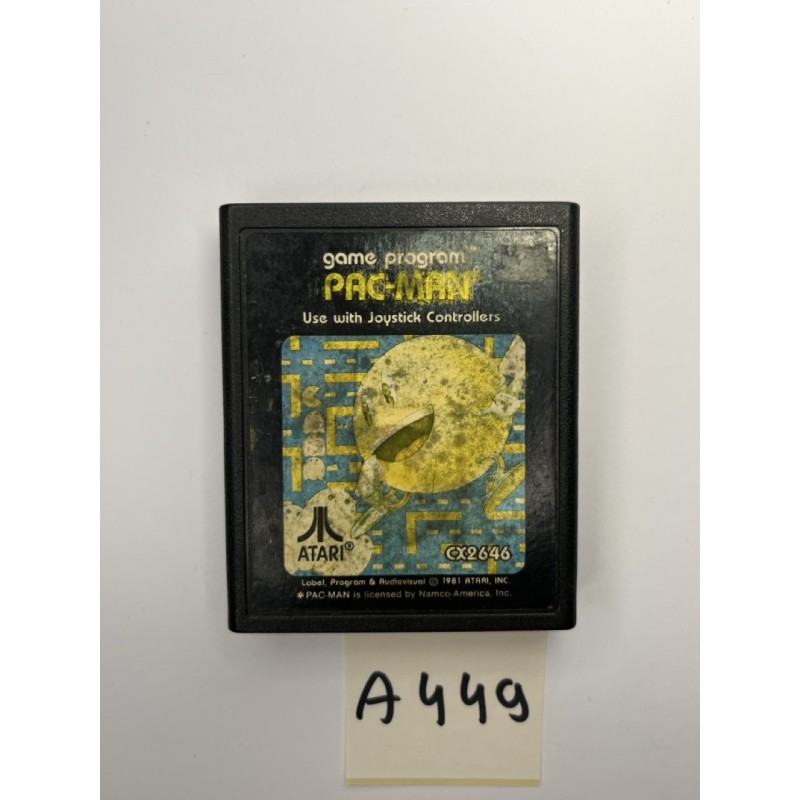 game program™
PAC-MAN*
Use with Joystick Controllers
ATARI®
CX2646
Label, Program & Audiovisual © 1981 ATARI, INC.
* PAC-MAN is licensed by Namco-America, Inc.
A449